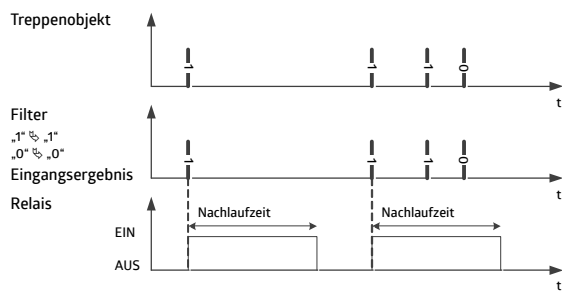 Treppenobjekt
1 1 1 0
t
Filter
„1“ ⮱ „1“
„0“ ⮱ „0“
1 1 1 0
Eingangsergebnis
t
Relais
Nachlaufzeit Nachlaufzeit
EIN
AUS
t